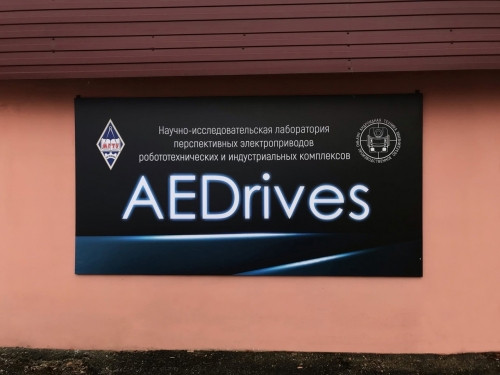 Научно-исследовательская лаборатория
перспективных электроприводов
робототехнических и индустриальных комплексов
AEDrives